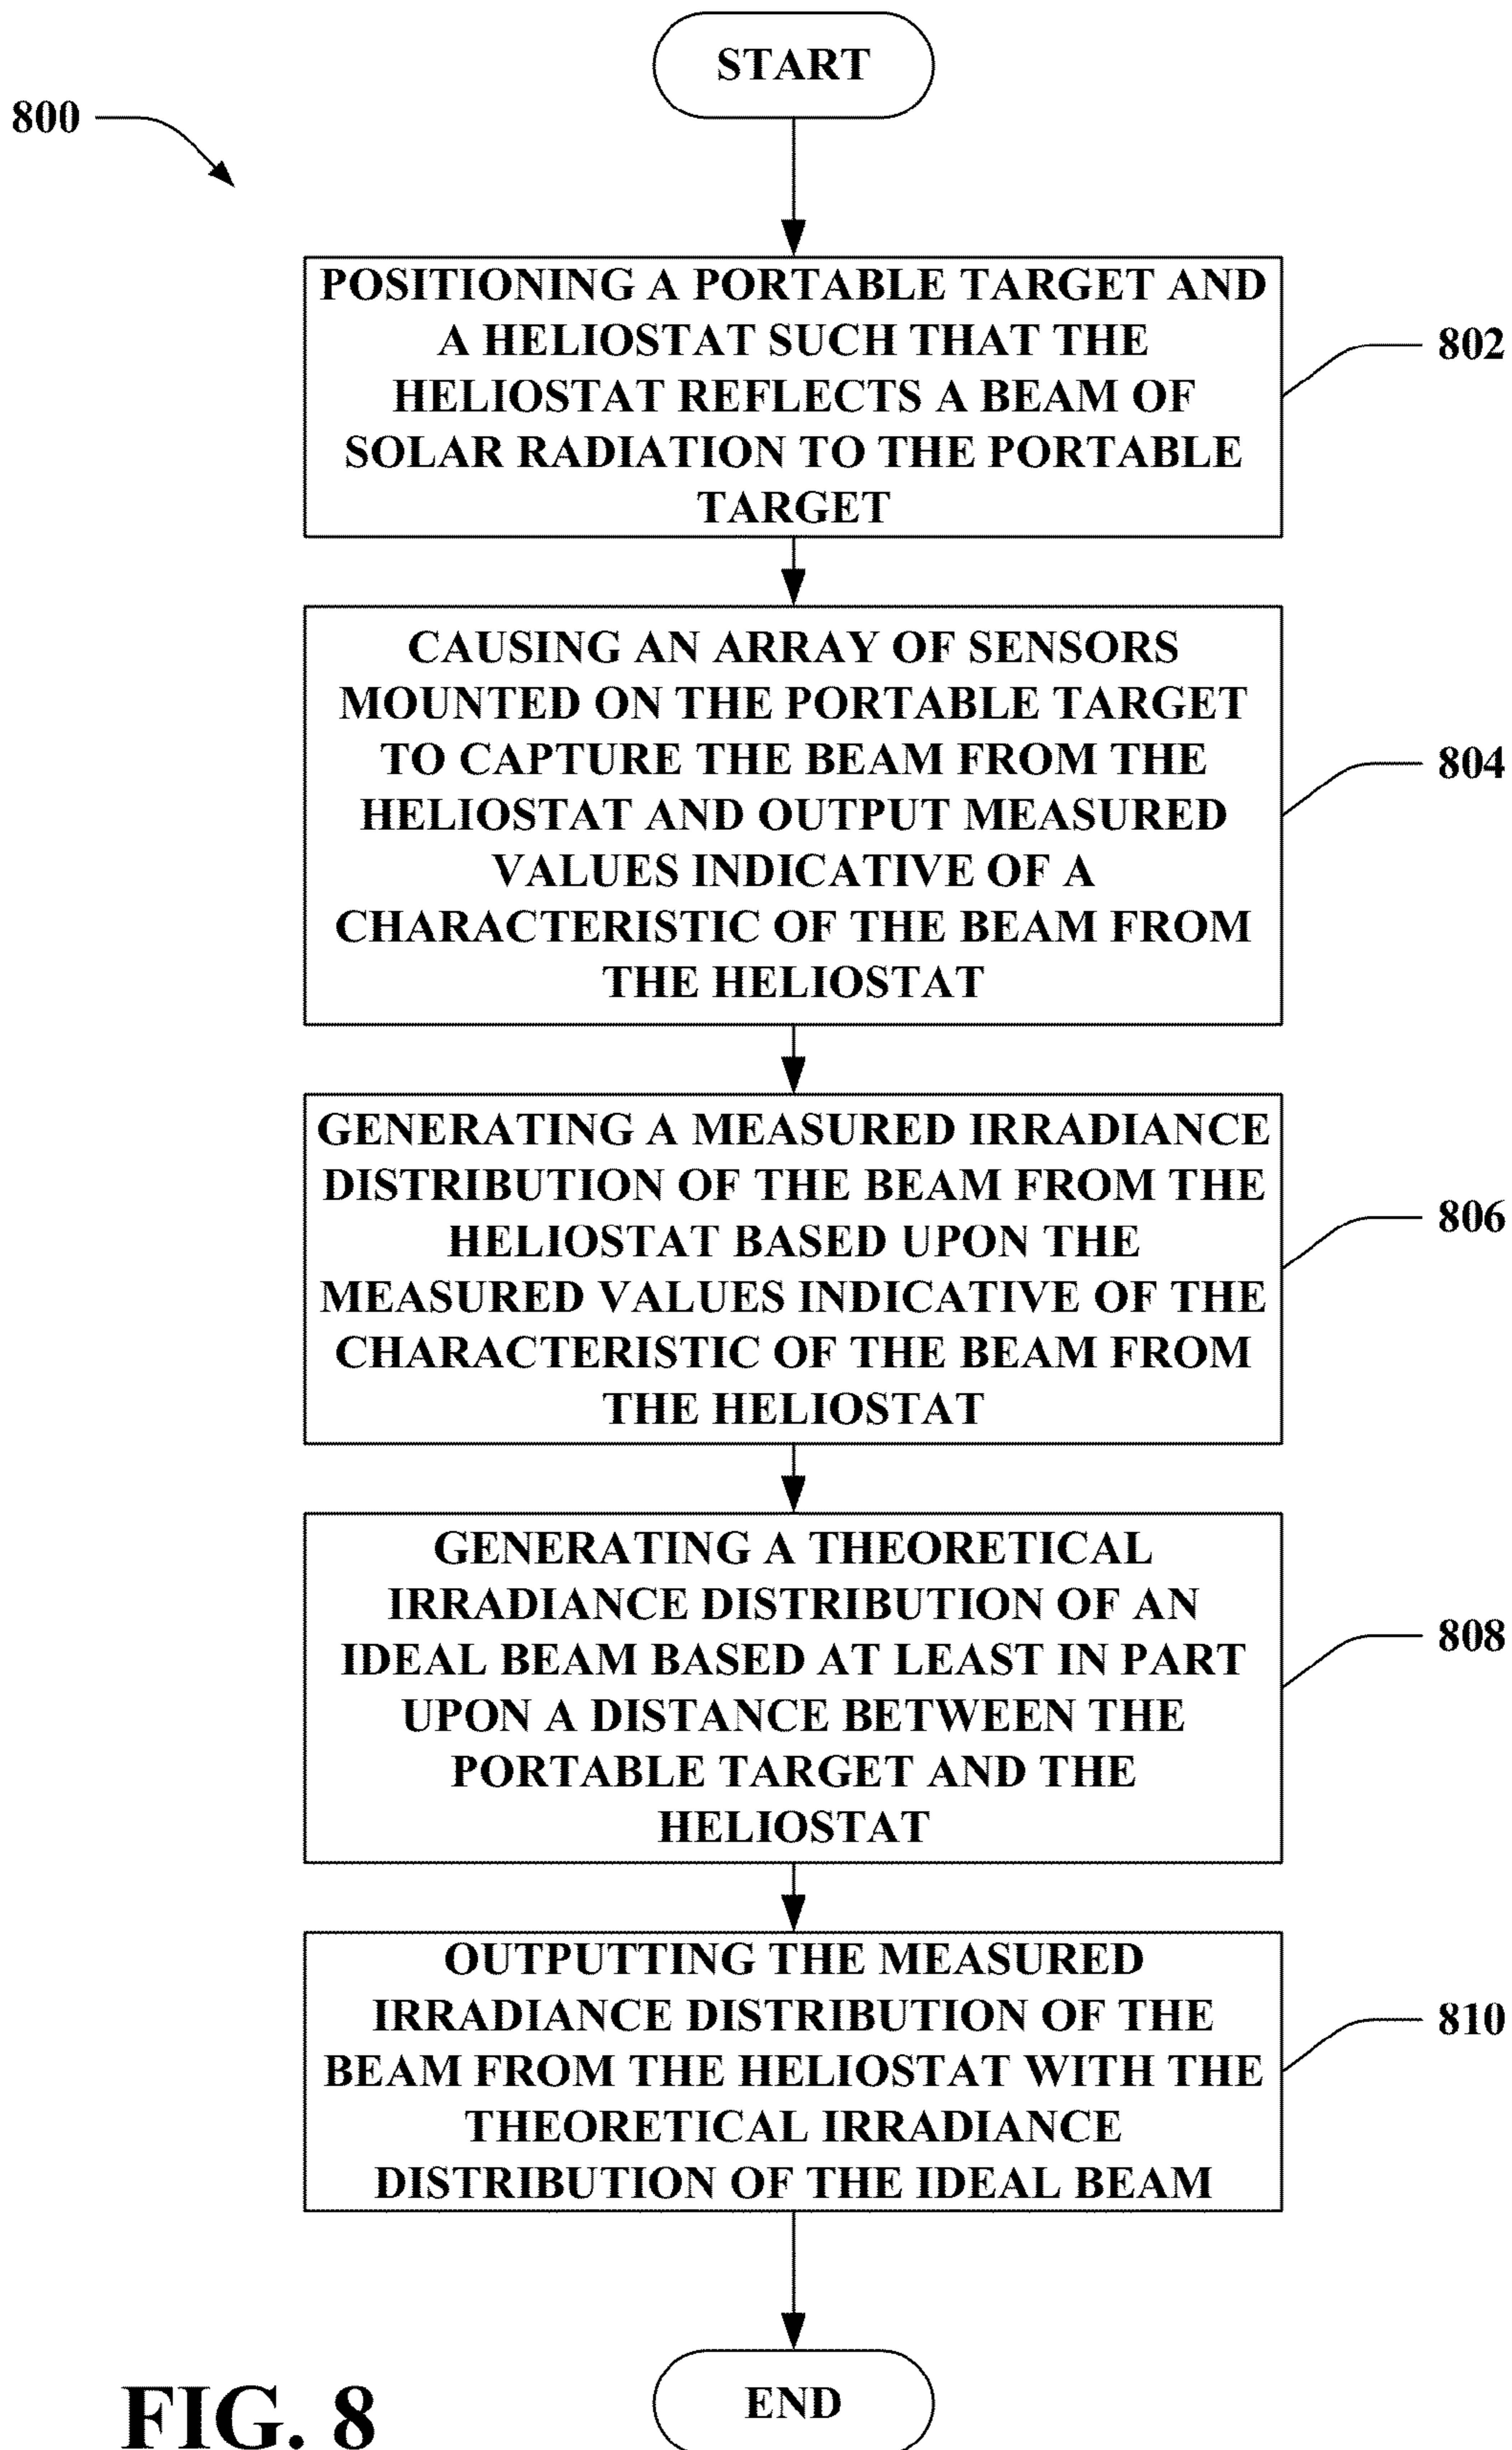 START
800
POSITIONING A PORTABLE TARGET AND
A HELIOSTAT SUCH THAT THE
HELIOSTAT REFLECTS A BEAM OF
SOLAR RADIATION TO THE PORTABLE
TARGET
802
CAUSING AN ARRAY OF SENSORS
MOUNTED ON THE PORTABLE TARGET
TO CAPTURE THE BEAM FROM THE
HELIOSTAT AND OUTPUT MEASURED
VALUES INDICATIVE OF A
CHARACTERISTIC OF THE BEAM FROM
THE HELIOSTAT
804
GENERATING A MEASURED IRRADIANCE
DISTRIBUTION OF THE BEAM FROM THE
HELIOSTAT BASED UPON THE
MEASURED VALUES INDICATIVE OF THE
CHARACTERISTIC OF THE BEAM FROM
THE HELIOSTAT
806
GENERATING A THEORETICAL
IRRADIANCE DISTRIBUTION OF AN
IDEAL BEAM BASED AT LEAST IN PART
UPON A DISTANCE BETWEEN THE
PORTABLE TARGET AND THE
HELIOSTAT
808
OUTPUTTING THE MEASURED
IRRADIANCE DISTRIBUTION OF THE
BEAM FROM THE HELIOSTAT WITH THE
THEORETICAL IRRADIANCE
DISTRIBUTION OF THE IDEAL BEAM
810
END
FIG. 8